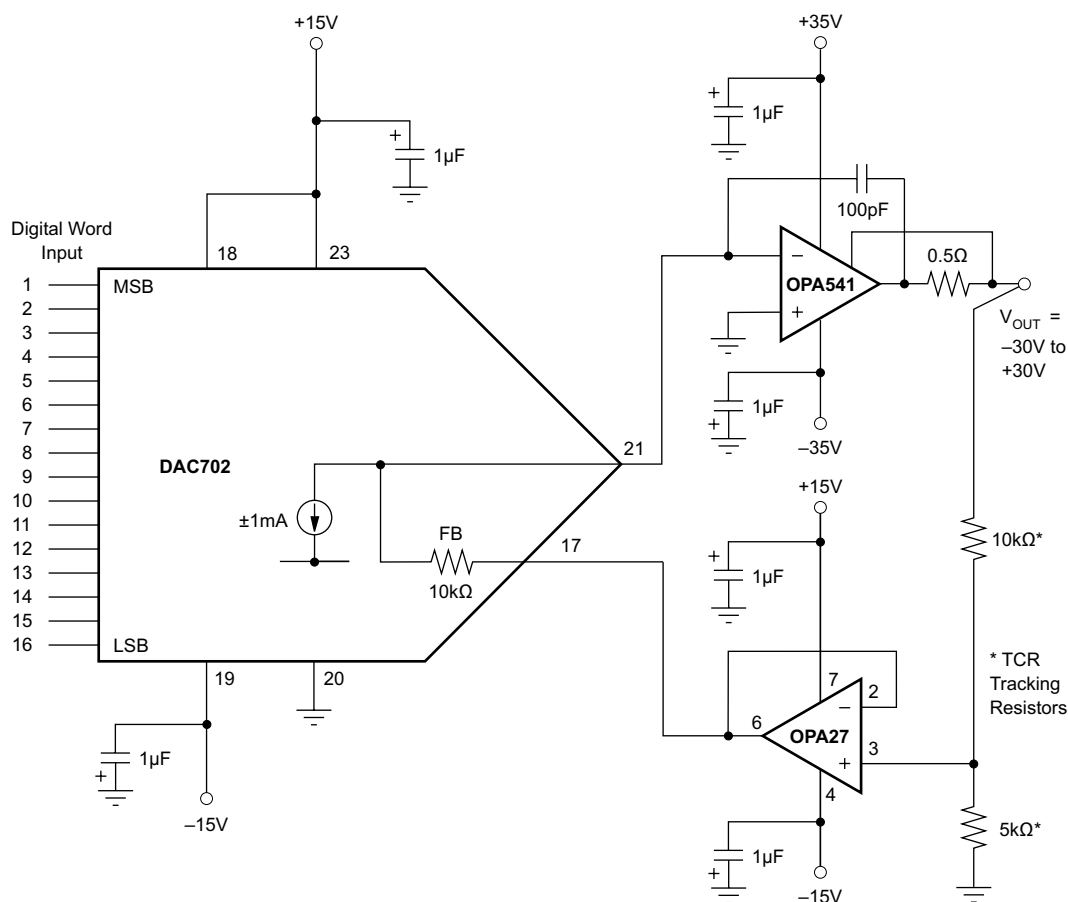 +15V
+35V
+
1µF
+
1µF
100pF
Digital Word
Input
18
23
0.5Ω
1
MSB
–
OPA541
2
+
3
V_OUT =
–30V to
+30V
4
5
+
1µF
6
7
–35V
8
21
9
DAC702
+15V
10
11
±1mA
FB
17
10kΩ*
12
10kΩ
+
1µF
13
14
15
16
LSB
* TCR
Tracking
Resistors
19
20
7
2
–
6
OPA27
3
+
+
1µF
4
–15V
5kΩ*
+
1µF
–15V